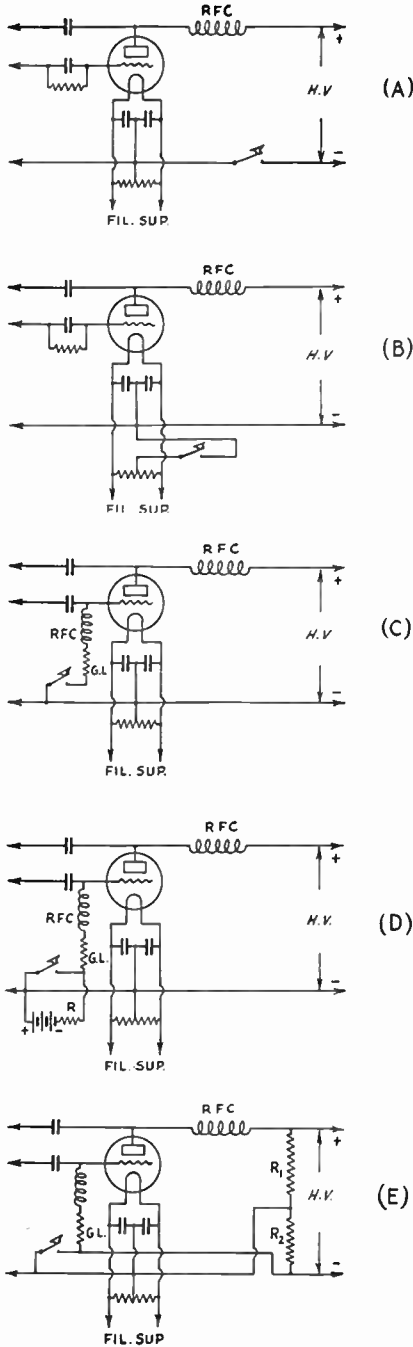 RFC
+
H.V
(A)
−
FIL. SUP.
RFC
+
H.V
(B)
−
FIL. SUP.
RFC
+
RFC
H.V
(C)
G.L
−
FIL. SUP.
RFC
+
RFC
H.V.
(D)
G.L.
−
R
+ −
FIL. SUP.
RFC
+
R₁
H.V.
(E)
G.L.
R₂
−
FIL. SUP